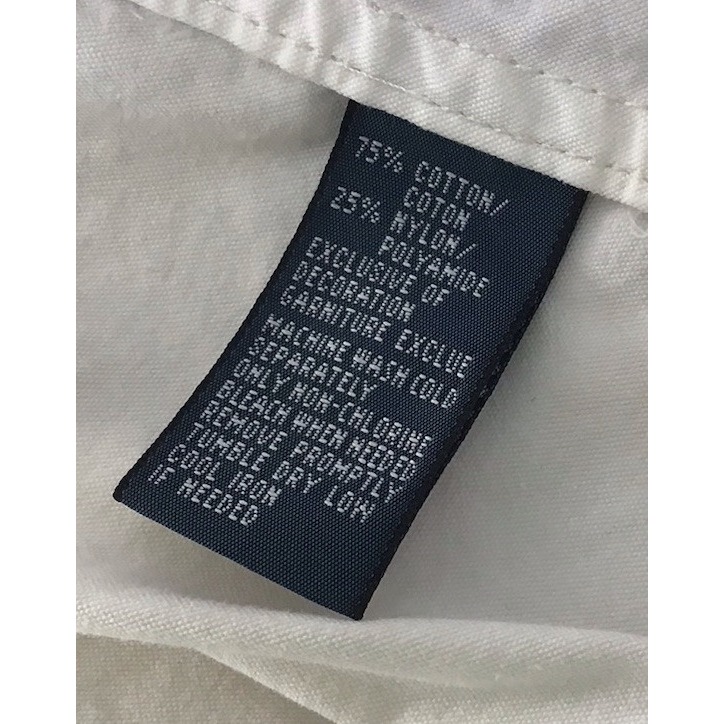 75% COTTON/
COTON
25% NYLON/
POLYAMIDE
EXCLUSIVE OF
DECORATION
GARNITURE EXCLUE
MACHINE WASH COLD
SEPARATELY
ONLY NON-CHLORINE
BLEACH WHEN NEEDED
REMOVE PROMPTLY
TUMBLE DRY LOW
COOL IRON
IF NEEDED